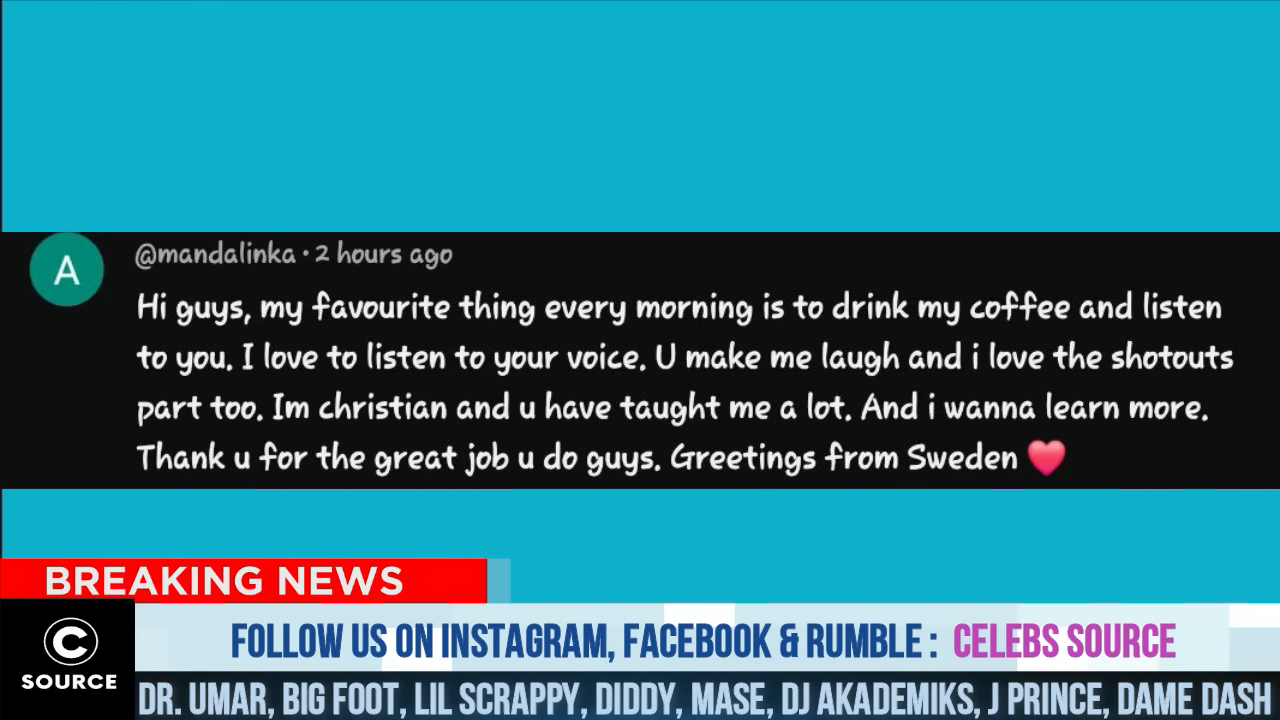 A
@mandalinka • 2 hours ago
Hi guys, my favourite thing every morning is to drink my coffee and listen
to you. I love to listen to your voice. U make me laugh and i love the shotouts
part too. Im christian and u have taught me a lot. And i wanna learn more.
Thank u for the great job u do guys. Greetings from Sweden ❤️
BREAKING NEWS
C
SOURCE
FOLLOW US ON INSTAGRAM, FACEBOOK & RUMBLE : CELEBS SOURCE
DR. UMAR, BIG FOOT, LIL SCRAPPY, DIDDY, MASE, DJ AKADEMIKS, J PRINCE, DAME DASH